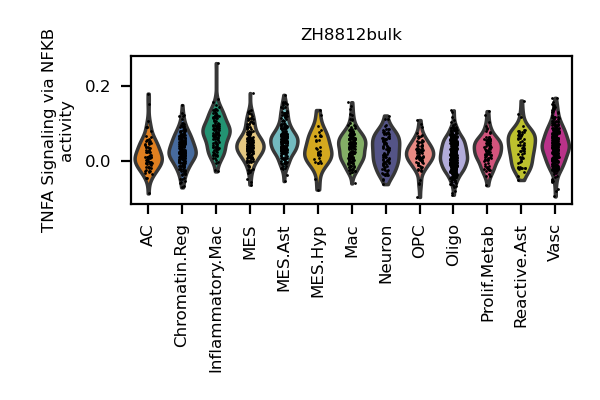 ZH8812bulk
TNFA Signaling via NFKB
activity
0.2
0.0
AC
Chromatin.Reg
Inflammatory.Mac
MES
MES.Ast
MES.Hyp
Mac
Neuron
OPC
Oligo
Prolif.Metab
Reactive.Ast
Vasc